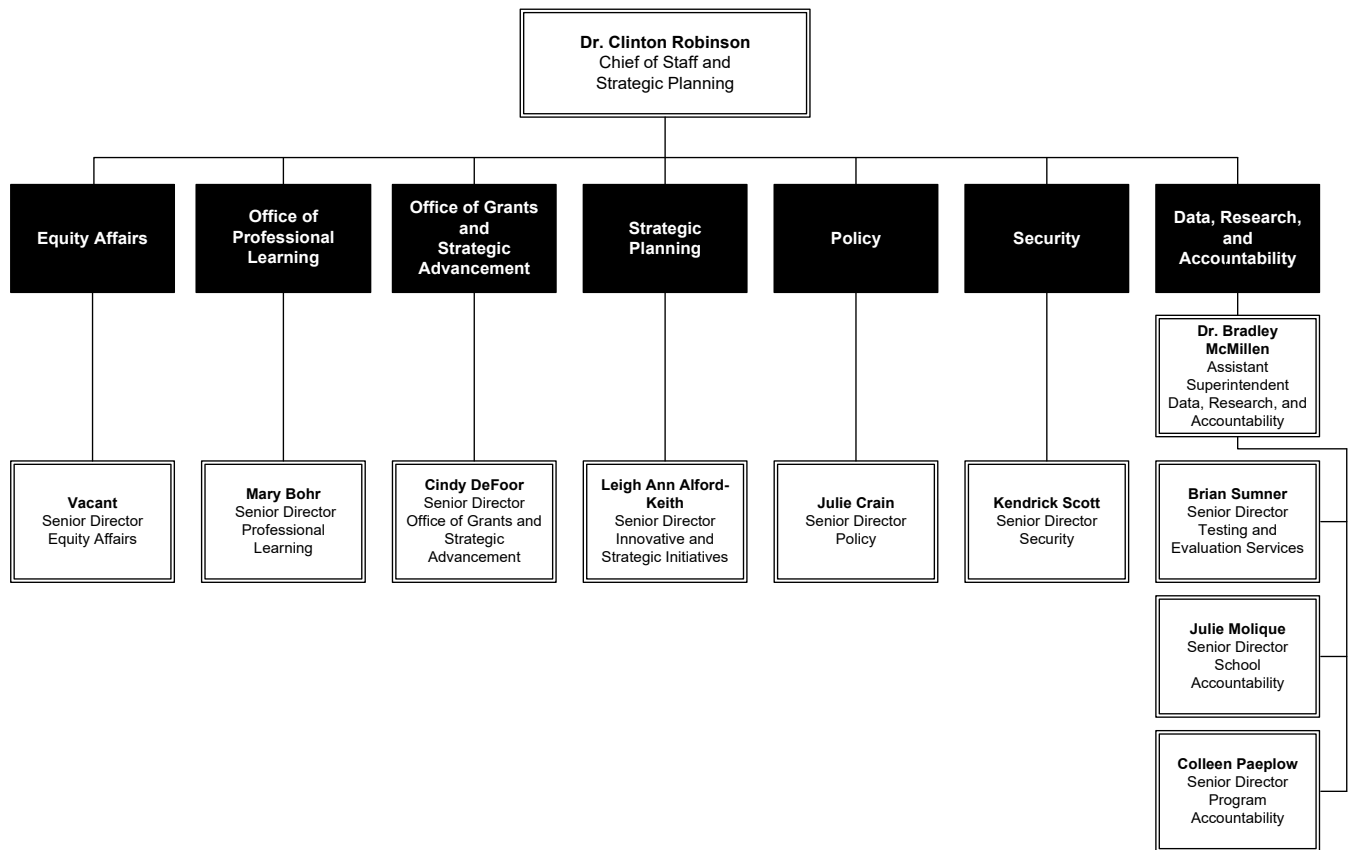 Dr. Clinton Robinson
Chief of Staff and
Strategic Planning
Equity Affairs
Office of
Professional
Learning
Office of Grants
and
Strategic
Advancement
Strategic
Planning
Policy
Security
Data, Research,
and
Accountability
Dr. Bradley
McMillen
Assistant
Superintendent
Data, Research, and
Accountability
Vacant
Senior Director
Equity Affairs
Mary Bohr
Senior Director
Professional
Learning
Cindy DeFoor
Senior Director
Office of Grants and
Strategic
Advancement
Leigh Ann Alford-
Keith
Senior Director
Innovative and
Strategic Initiatives
Julie Crain
Senior Director
Policy
Kendrick Scott
Senior Director
Security
Brian Sumner
Senior Director
Testing and
Evaluation Services
Julie Molique
Senior Director
School
Accountability
Colleen Paeplow
Senior Director
Program
Accountability